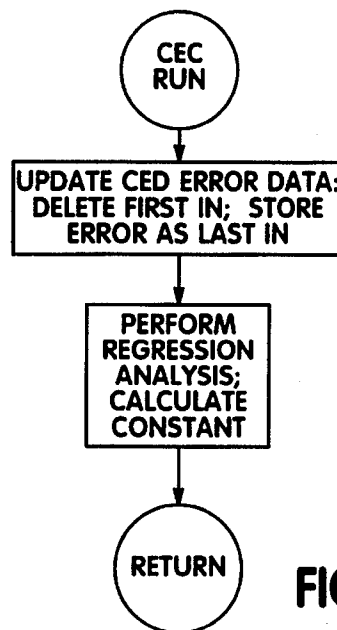 CEC
RUN
UPDATE CED ERROR DATA:
DELETE FIRST IN; STORE
ERROR AS LAST IN
PERFORM
REGRESSION
ANALYSIS;
CALCULATE
CONSTANT
RETURN